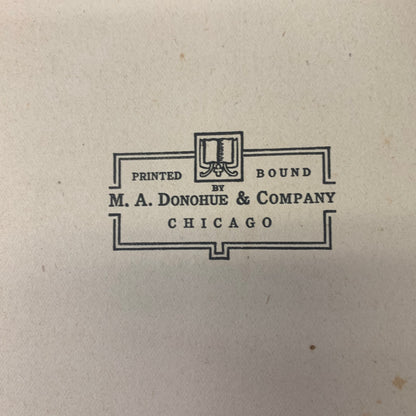 PRINTED BOUND
BY
M. A. DONOHUE & COMPANY
CHICAGO